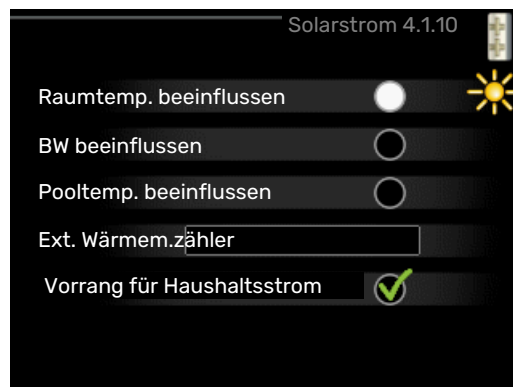 Solarstrom 4.1.10
Raumtemp. beeinflussen
BW beeinflussen
Pooltemp. beeinflussen
Ext. Wärmem.zähler
Vorrang für Haushaltsstrom